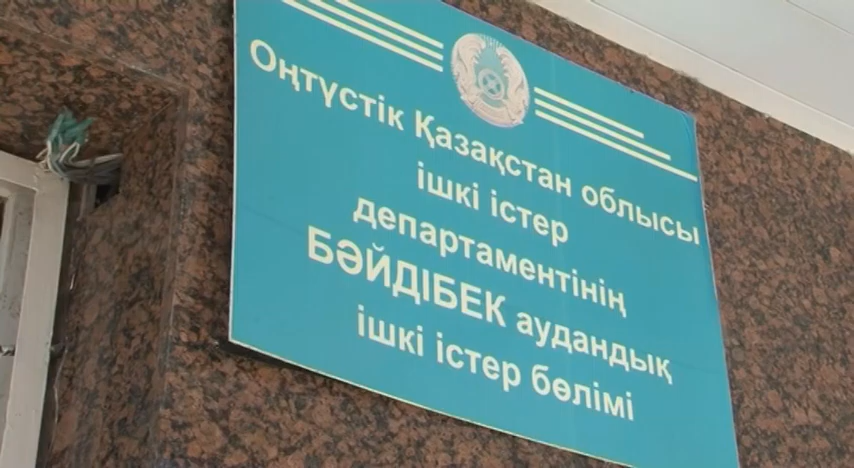 Оңтүстік Қазақстан облысы
ішкі істер
департаментінің
БӘЙДІБЕК аудандық
ішкі істер бөлімі